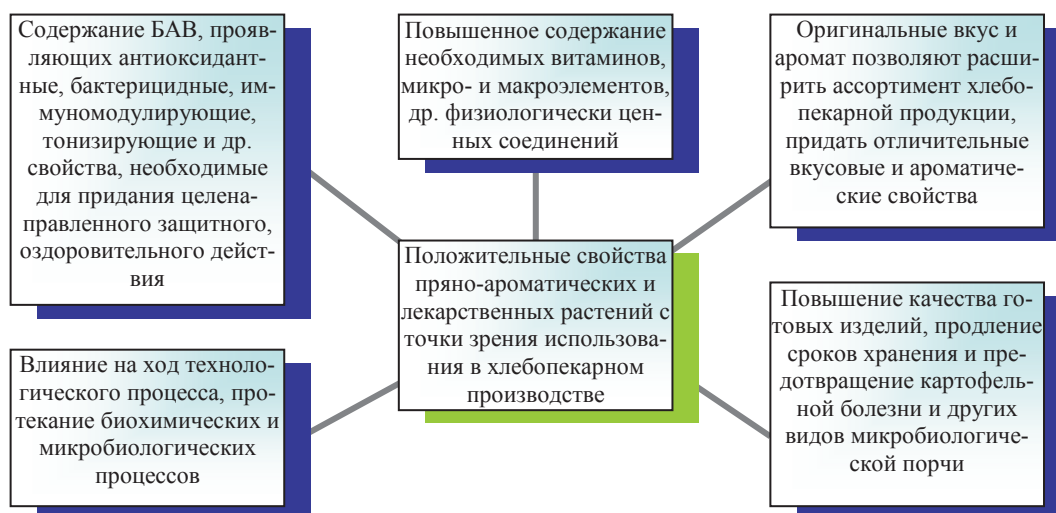 Содержание БАВ, прояв-
ляющих антиоксидант-
ные, бактерицидные, им-
муномодулирующие,
тонизирующие и др.
свойства, необходимые
для придания целена-
правленного защитного,
оздоровительного дейст-
вия
Повышенное содержание
необходимых витаминов,
микро- и макроэлементов,
др. физиологически цен-
ных соединений
Оригинальные вкус и
аромат позволяют расши-
рить ассортимент хлебо-
пекарной продукции,
придать отличительные
вкусовые и ароматиче-
ские свойства
Положительные свойства
пряно-ароматических и
лекарственных растений с
точки зрения использова-
ния в хлебопекарном
производстве
Влияние на ход техноло-
гического процесса, про-
текание биохимических и
микробиологических
процессов
Повышение качества го-
товых изделий, продление
сроков хранения и пре-
дотвращение картофель-
ной болезни и других
видов микробиологиче-
ской порчи